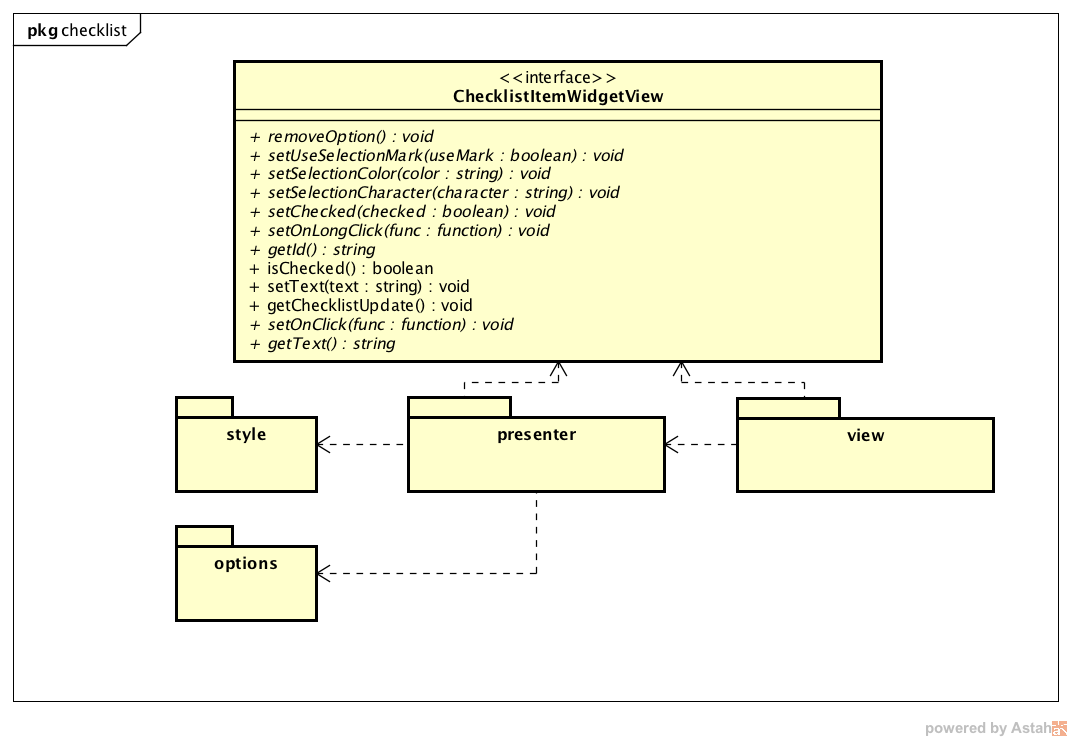 pkg checklist
<<interface>>
ChecklistItemWidgetView
+ removeOption() : void
+ setUseSelectionMark(useMark : boolean) : void
+ setSelectionColor(color : string) : void
+ setSelectionCharacter(character : string) : void
+ setChecked(checked : boolean) : void
+ setOnLongClick(func : function) : void
+ getId() : string
+ isChecked() : boolean
+ setText(text : string) : void
+ getChecklistUpdate() : void
+ setOnClick(func : function) : void
+ getText() : string
style
presenter
view
options
powered by Astah